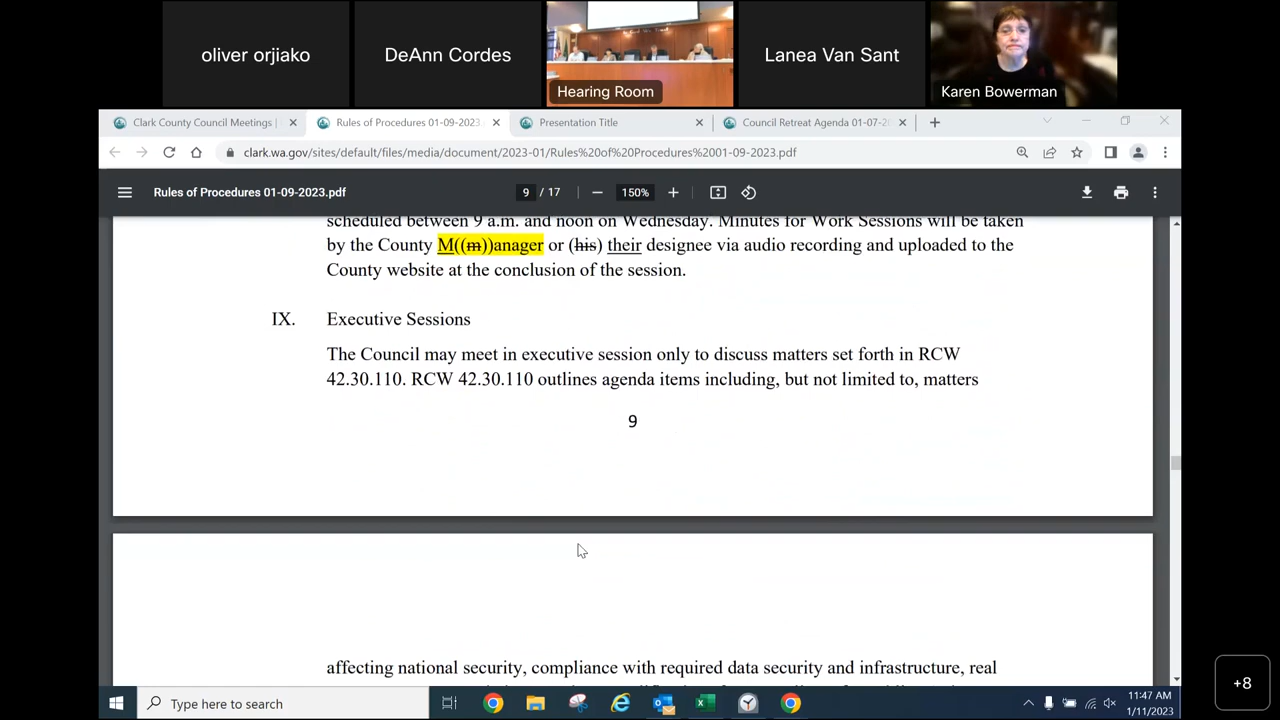 oliver orjiako
DeAnn Cordes
Hearing Room
Lanea Van Sant
Karen Bowerman
Clark County Council Meetings |
Rules of Procedures 01-09-2023
Presentation Title
Council Retreat Agenda 01-07-20
clark.wa.gov/sites/default/files/media/document/2023-01/Rules%20of%20Procedures%2001-09-2023.pdf
Rules of Procedures 01-09-2023.pdf
9 / 17
150%
scheduled between 9 a.m. and noon on Wednesday. Minutes for Work Sessions will be taken
by the County M((m))anager or (his) their designee via audio recording and uploaded to the
County website at the conclusion of the session.
IX. Executive Sessions
The Council may meet in executive session only to discuss matters set forth in RCW
42.30.110. RCW 42.30.110 outlines agenda items including, but not limited to, matters
9
affecting national security, compliance with required data security and infrastructure, real
Type here to search
11:47 AM
1/11/2023
+8